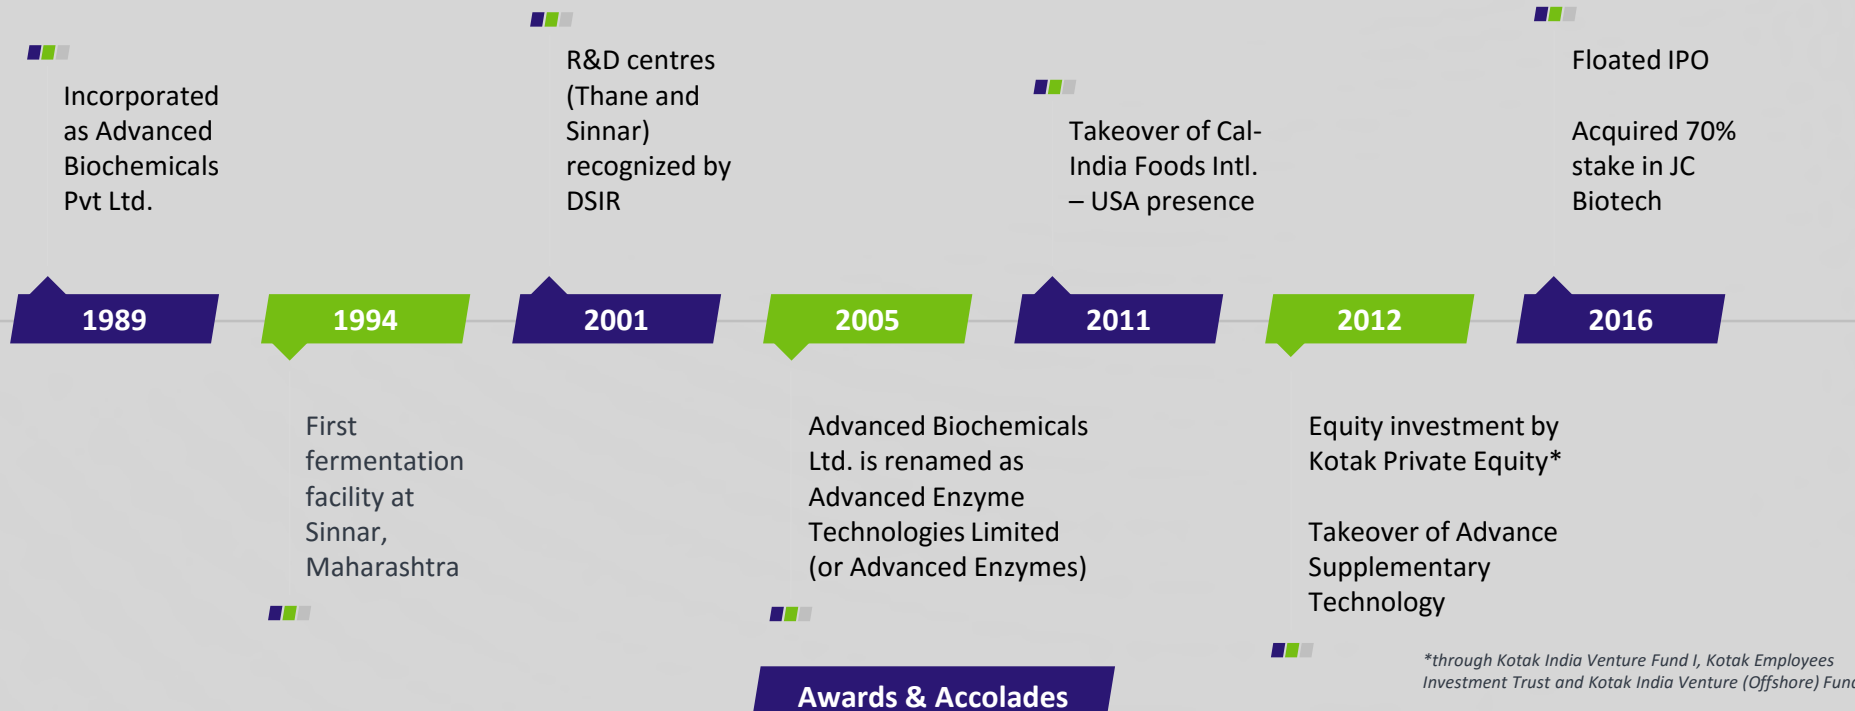 Incorporated
as Advanced
Biochemicals
Pvt Ltd.
R&D centres
(Thane and
Sinnar)
recognized by
DSIR
Takeover of Cal-
India Foods Intl.
– USA presence
Floated IPO
Acquired 70%
stake in JC
Biotech
1989
1994
2001
2005
2011
2012
2016
First
fermentation
facility at
Sinnar,
Maharashtra
Advanced Biochemicals
Ltd. is renamed as
Advanced Enzyme
Technologies Limited
(or Advanced Enzymes)
Equity investment by
Kotak Private Equity*
Takeover of Advance
Supplementary
Technology
*through Kotak India Venture Fund I, Kotak Employees
Investment Trust and Kotak India Venture (Offshore) Fund
Awards & Accolades